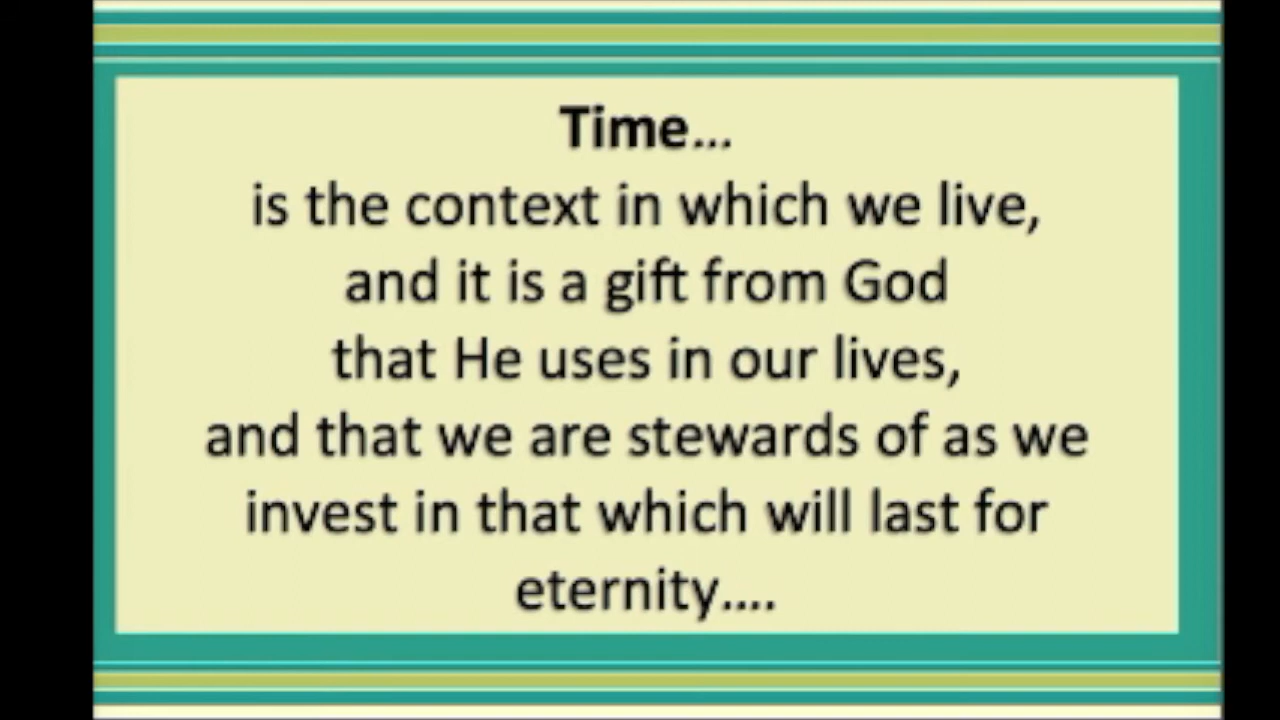 Time...
is the context in which we live,
and it is a gift from God
that He uses in our lives,
and that we are stewards of as we
invest in that which will last for
eternity....